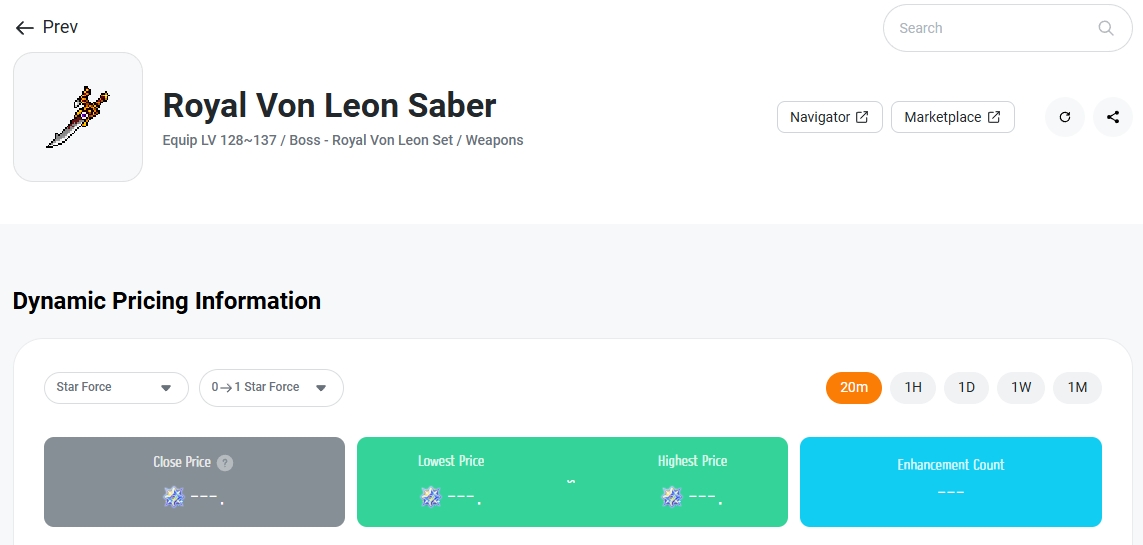 Prev
Search
Royal Von Leon Saber
Equip LV 128~137 / Boss - Royal Von Leon Set / Weapons
Navigator
Marketplace
Dynamic Pricing Information
Star Force
0→1 Star Force
20m
1H
1D
1W
1M
Close Price ?
---.
Lowest Price
---.
~
Highest Price
---.
Enhancement Count
---